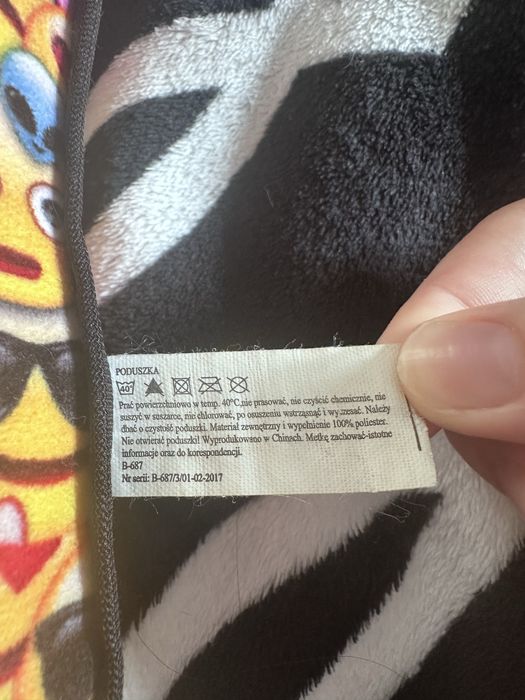 PODUSZKA
40°
Prać powierzchniowo w temp. 40°C, nie prasować, nie czyścić chemicznie, nie
suszyć w suszarce, nie chlorować, po osuszeniu wstrząsnąć i wyczesać. Należy
dbać o czystość poduszki. Materiał zewnętrzny i wypełnienie 100% poliester.
Nie otwierać poduszki! Wyprodukowano w Chinach. Metkę zachować-istotne
informacje oraz do korespondencji.
B-687
Nr serii: B-687/3/01-02-2017